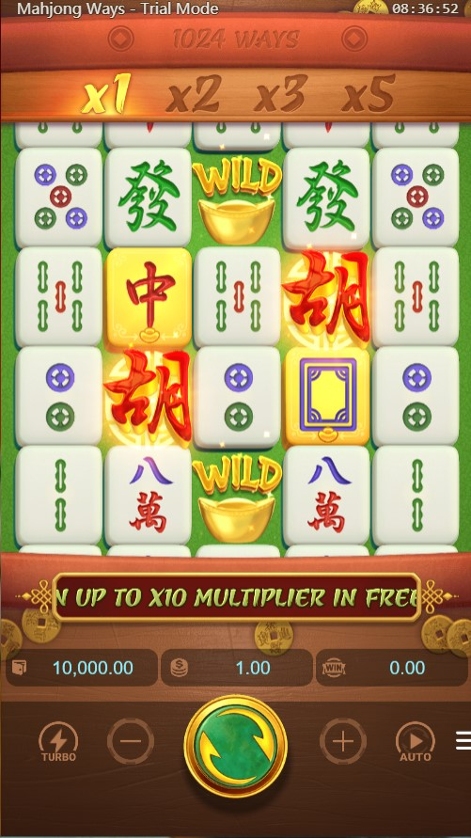 Mahjong Ways - Trial Mode 08:36:52
1024 WAYS
x1 x2 x3 x5
發 WILD 發
中 胡
胡
八萬 WILD 八萬
N UP TO X10 MULTIPLIER IN FREE
10,000.00 1.00 WIN 0.00
TURBO AUTO